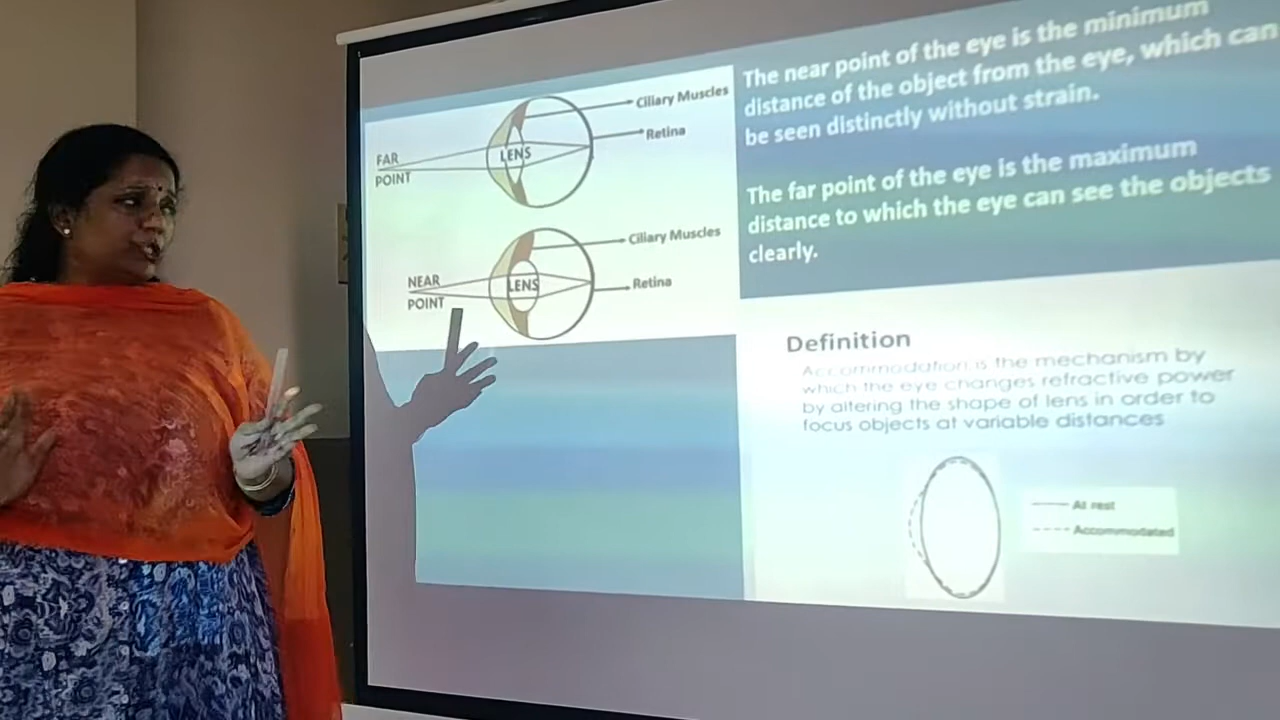 Ciliary Muscles
Retina
FAR
POINT
LENS
Ciliary Muscles
Retina
NEAR
POINT
LENS
The near point of the eye is the minimum
distance of the object from the eye, which can
be seen distinctly without strain.
The far point of the eye is the maximum
distance to which the eye can see the objects
clearly.
Definition
Accommodation is the mechanism by
which the eye changes refractive power
by altering the shape of lens in order to
focus objects at variable distances
At rest
Accommodated